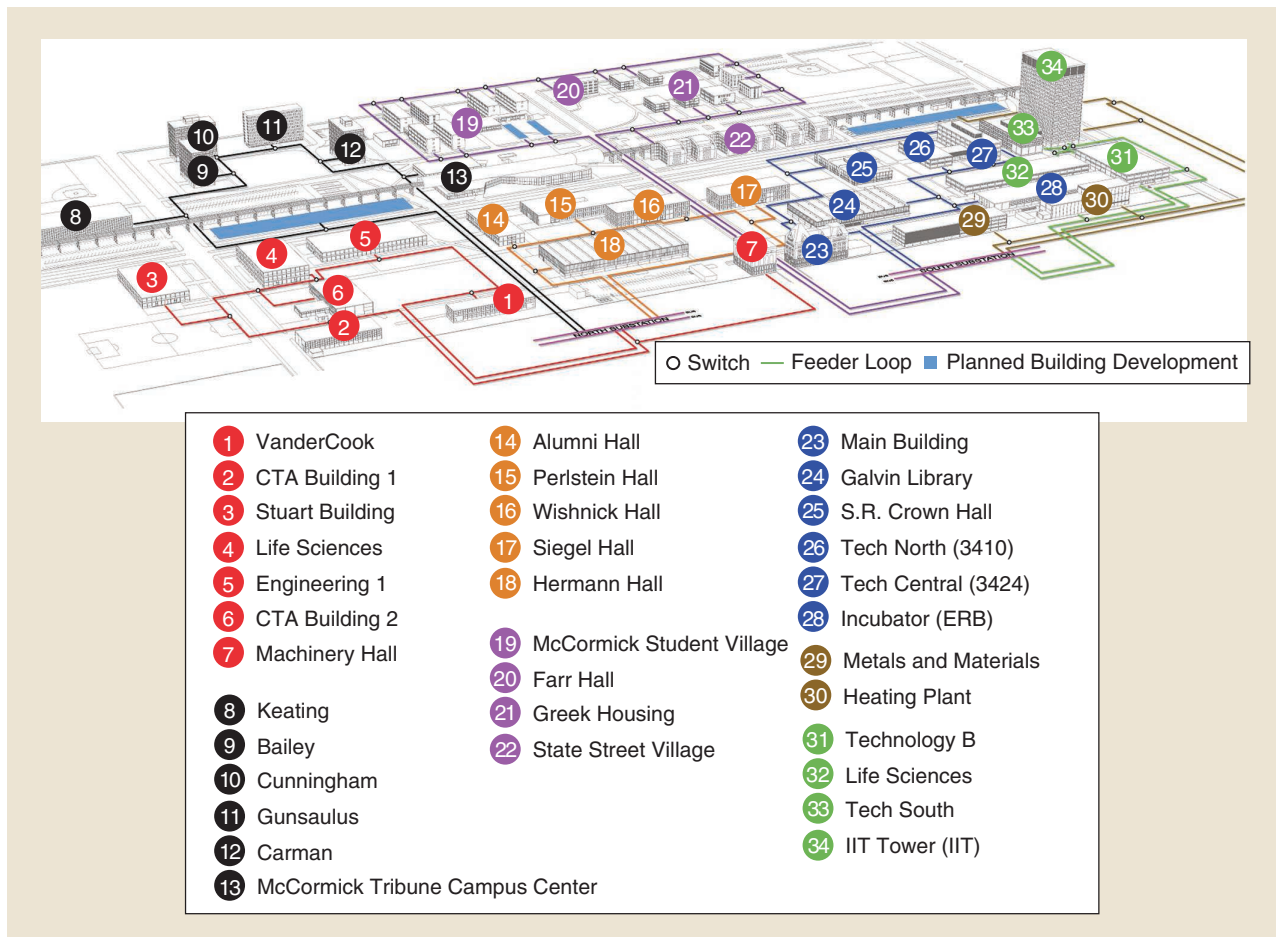 34
20
21
11
10
19
33
12
22
26
27
31
9
13
25
32
28
17
30
8
15
16
24
14
29
5
18
7
23
4
3
6
1
2
SOUTH SUBSTATION
NORTH SUBSTATION
Switch
Feeder Loop
Planned Building Development
1 VanderCook
2 CTA Building 1
3 Stuart Building
4 Life Sciences
5 Engineering 1
6 CTA Building 2
7 Machinery Hall
8 Keating
9 Bailey
10 Cunningham
11 Gunsaulus
12 Carman
13 McCormick Tribune Campus Center
14 Alumni Hall
15 Perlstein Hall
16 Wishnick Hall
17 Siegel Hall
18 Hermann Hall
19 McCormick Student Village
20 Farr Hall
21 Greek Housing
22 State Street Village
23 Main Building
24 Galvin Library
25 S.R. Crown Hall
26 Tech North (3410)
27 Tech Central (3424)
28 Incubator (ERB)
29 Metals and Materials
30 Heating Plant
31 Technology B
32 Life Sciences
33 Tech South
34 IIT Tower (IIT)